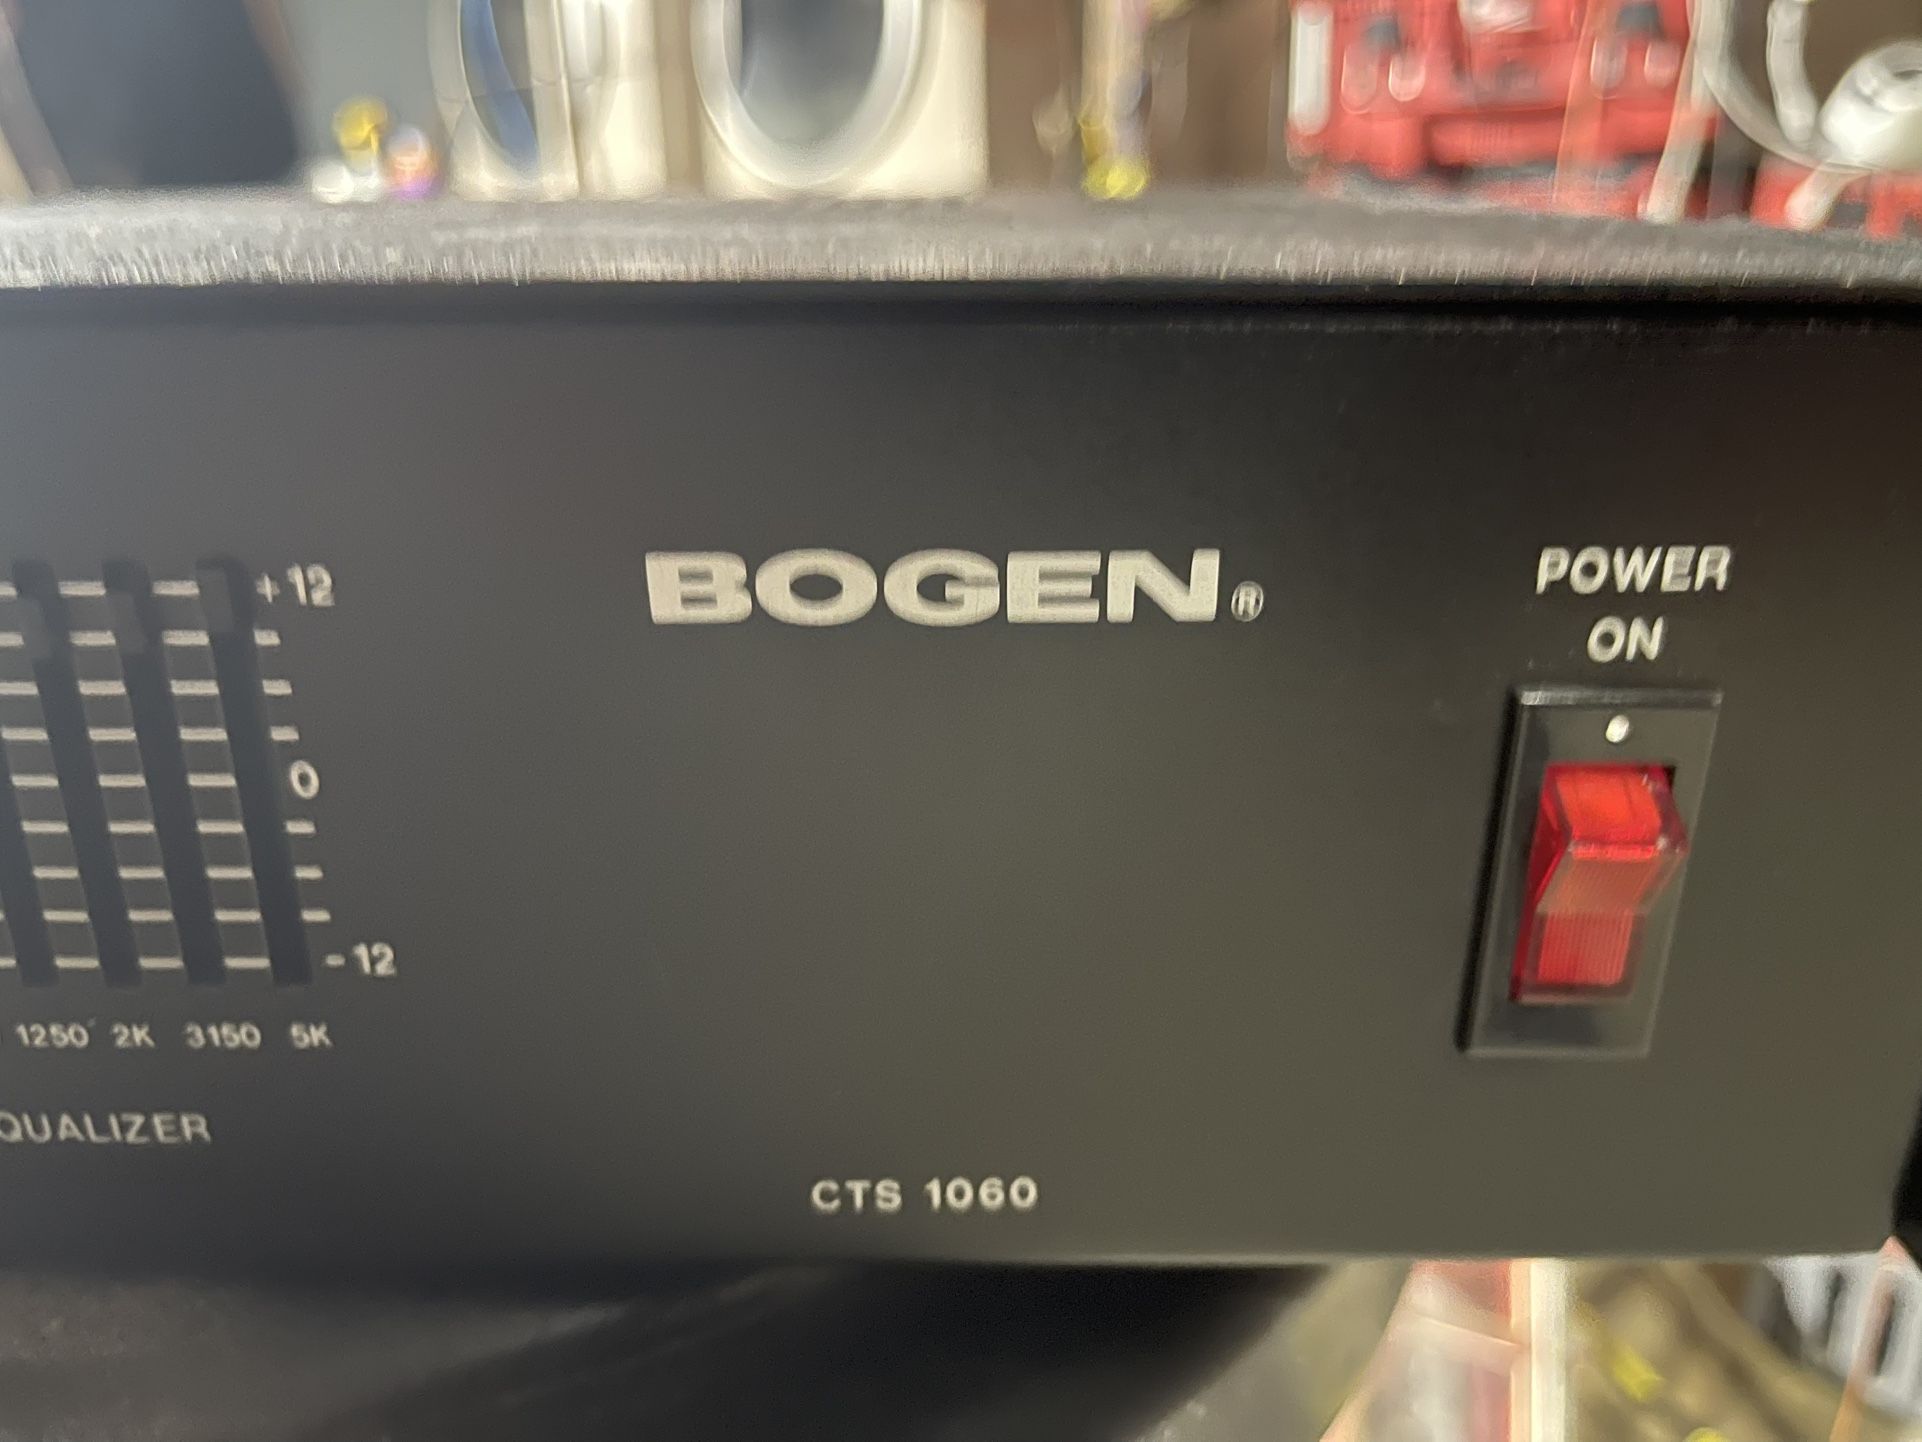 BOGEN®
POWER
ON
+12
0
-12
1250 2K 3150 5K
QUALIZER
CTS 1060